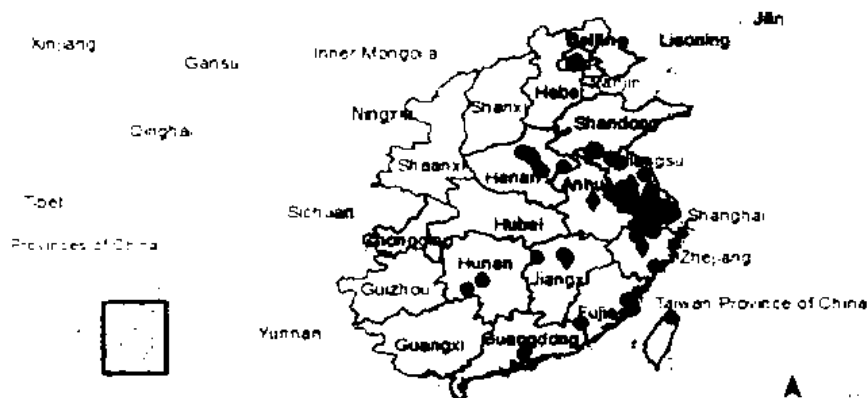 Jilin
Xinjiang
Gansu
Inner Mongolia
Beijing
Liaoning
Tianjin
Hebei
Ningxia
Shanxi
Qinghai
Shandong
Shaanxi
Henan
Jiangsu
Anhui
Tibet
Sichuan
Hubei
Shanghai
Provinces of China
Chongqing
Hunan
Jiangxi
Zhejiang
Guizhou
Fujian
Taiwan Province of China
Yunnan
Guangxi
Guangdong